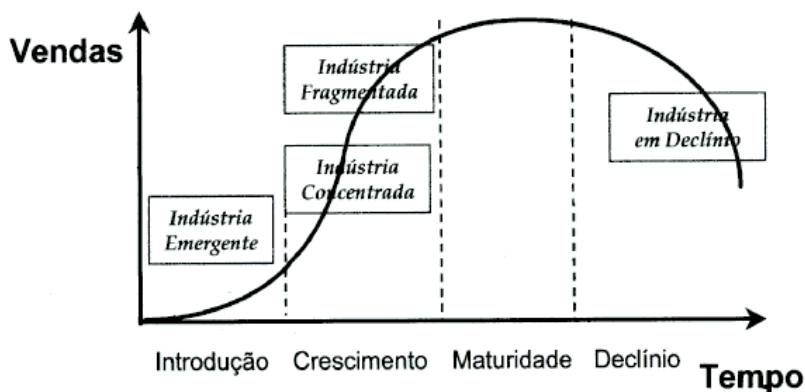 Vendas
Indústria
Fragmentada
Indústria
em Declínio
Indústria
Concentrada
Indústria
Emergente
Introdução
Crescimento
Maturidade
Declínio
Tempo